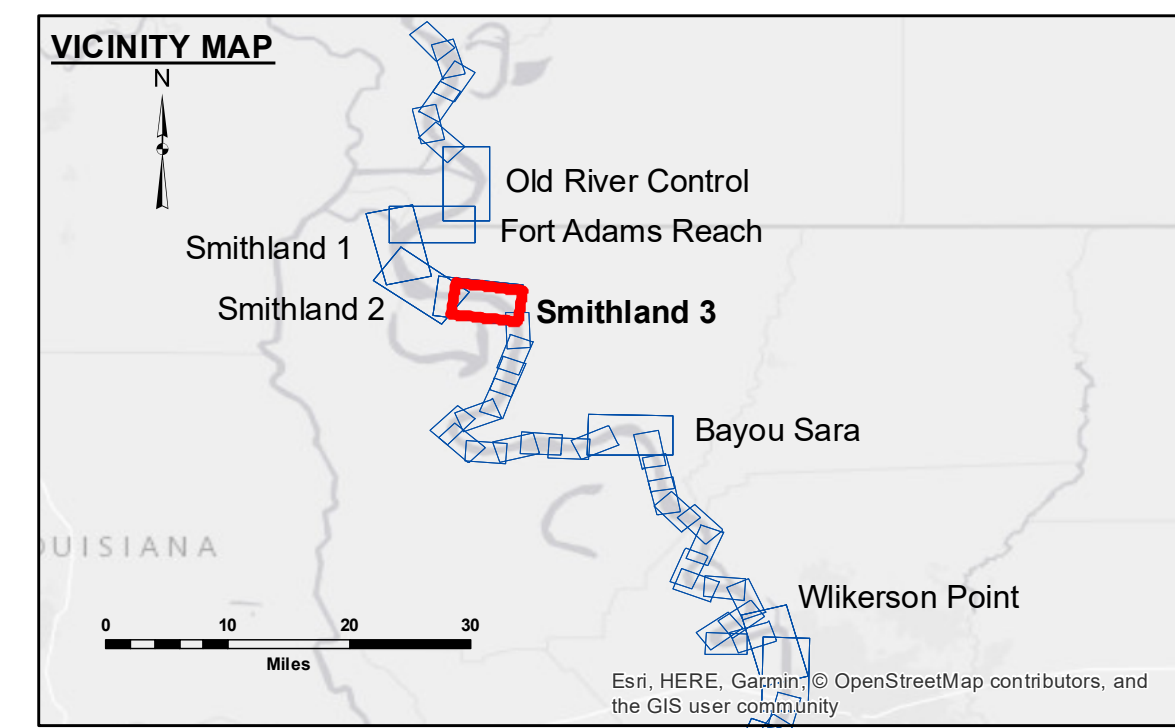 VICINITY MAP
N
Old River Control
Fort Adams Reach
Smithland 1
Smithland 2
Smithland 3
Bayou Sara
OUISIANA
Wlikerson Point
0 10 20 30
Miles
Esri, HERE, Garmin, © OpenStreetMap contributors, and
the GIS user community